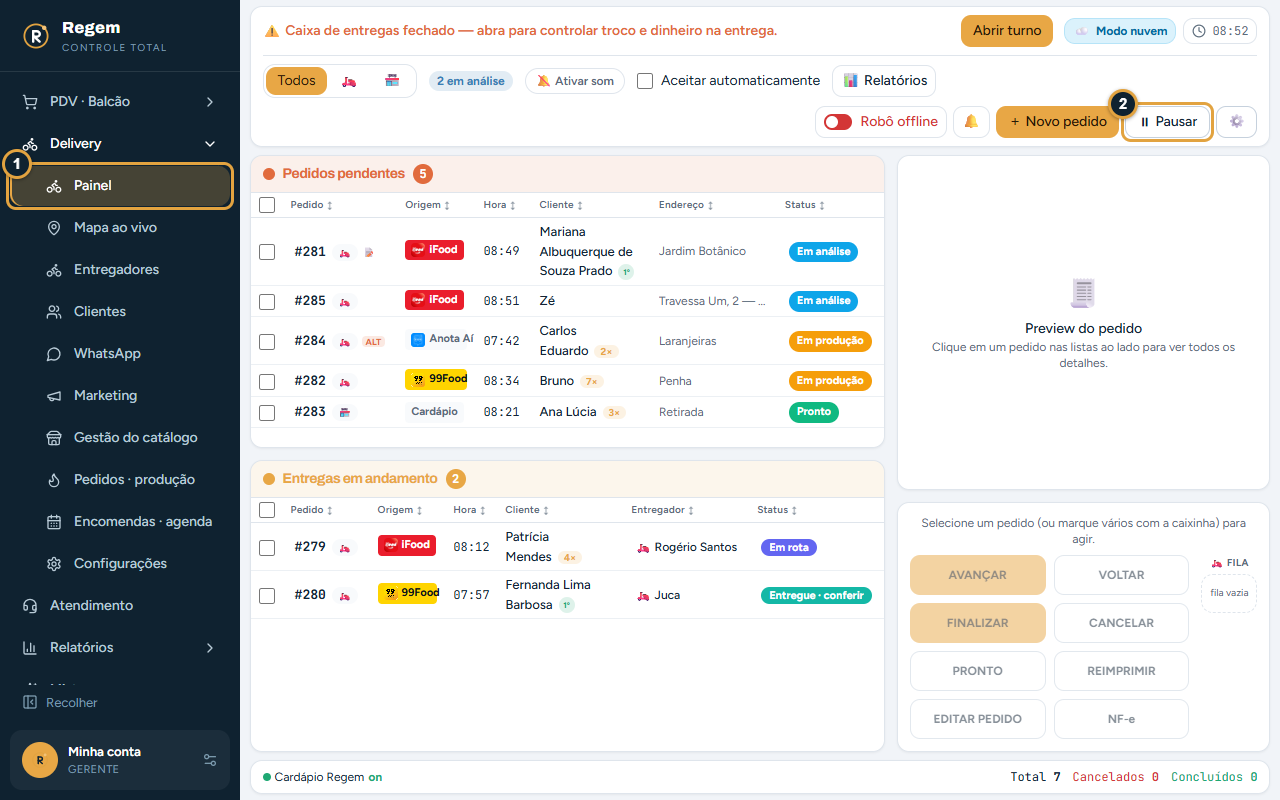 Regem
CONTROLE TOTAL
PDV · Balcão
Delivery
1
Painel
Mapa ao vivo
Entregadores
Clientes
WhatsApp
Marketing
Gestão do catálogo
Pedidos · produção
Encomendas · agenda
Configurações
Atendimento
Relatórios
Recolher
R
Minha conta
GERENTE
Caixa de entregas fechado — abra para controlar troco e dinheiro na entrega.
Abrir turno
Modo nuvem
08:52
Todos
2 em análise
Ativar som
Aceitar automaticamente
Relatórios
Robô offline
+ Novo pedido
2
Pausar
Pedidos pendentes 5
Pedido Origem Hora Cliente Endereço Status
#281 iFood 08:49 Mariana Albuquerque de Souza Prado 1º Jardim Botânico Em análise
#285 iFood 08:51 Zé Travessa Um, 2 — … Em análise
#284 ALT Anota Aí 07:42 Carlos Eduardo 2× Laranjeiras Em produção
#282 99Food 08:34 Bruno 7× Penha Em produção
#283 Cardápio 08:21 Ana Lúcia 3× Retirada Pronto
Entregas em andamento 2
Pedido Origem Hora Cliente Entregador Status
#279 iFood 08:12 Patrícia Mendes 4× Rogério Santos Em rota
#280 99Food 07:57 Fernanda Lima Barbosa 1º Juca Entregue · conferir
Preview do pedido
Clique em um pedido nas listas ao lado para ver todos os
detalhes.
Selecione um pedido (ou marque vários com a caixinha) para
agir.
AVANÇAR VOLTAR
FINALIZAR CANCELAR
PRONTO REIMPRIMIR
EDITAR PEDIDO NF-e
FILA
fila vazia
Cardápio Regem on
Total 7 Cancelados 0 Concluídos 0